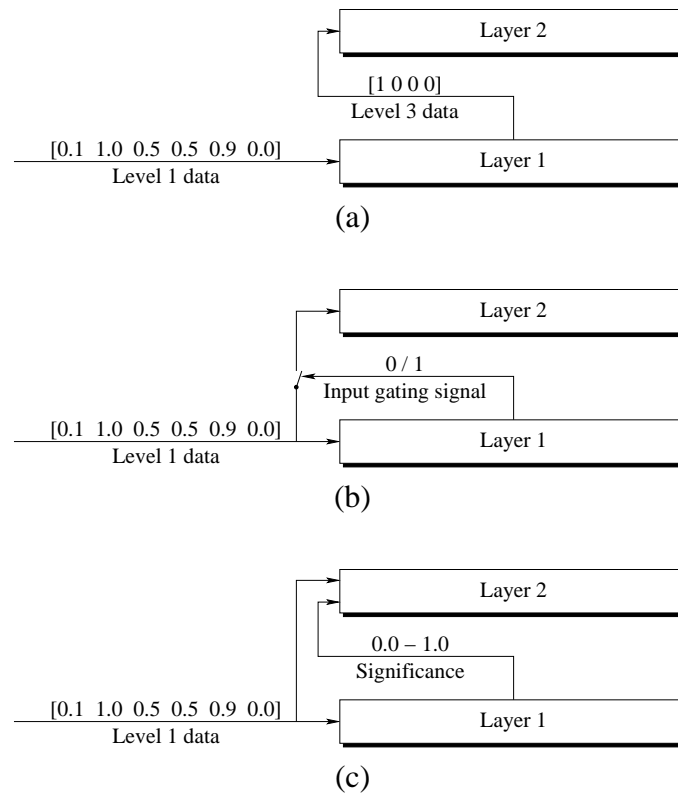 Layer 2
[1 0 0 0]
Level 3 data
[0.1 1.0 0.5 0.5 0.9 0.0]
Level 1 data
Layer 1
(a)
Layer 2
0 / 1
Input gating signal
[0.1 1.0 0.5 0.5 0.9 0.0]
Level 1 data
Layer 1
(b)
Layer 2
0.0 – 1.0
Significance
[0.1 1.0 0.5 0.5 0.9 0.0]
Level 1 data
Layer 1
(c)